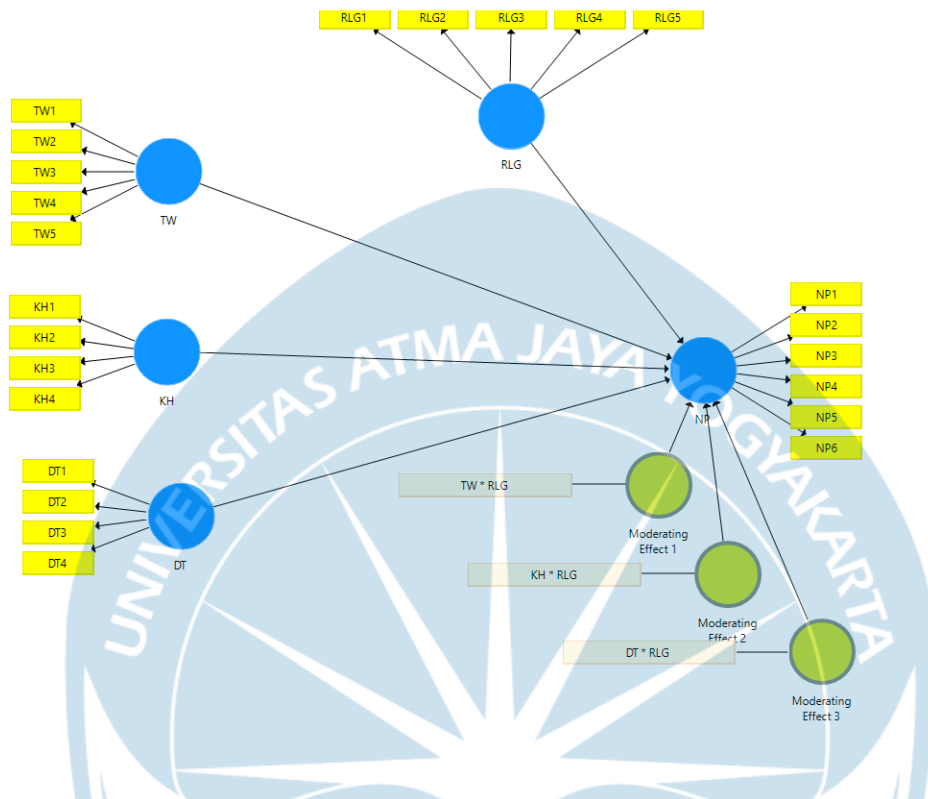 RLG1 RLG2 RLG3 RLG4 RLG5
RLG
TW1
TW2
TW3
TW4
TW5
TW
KH1
KH2
KH3
KH4
KH
DT1
DT2
DT3
DT4
DT
NP1
NP2
NP3
NP4
NP5
NP6
NP
TW * RLG
Moderating
Effect 1
KH * RLG
Moderating
Effect 2
DT * RLG
Moderating
Effect 3
UNIVERSITAS ATMA JAYA YOGYAKARTA